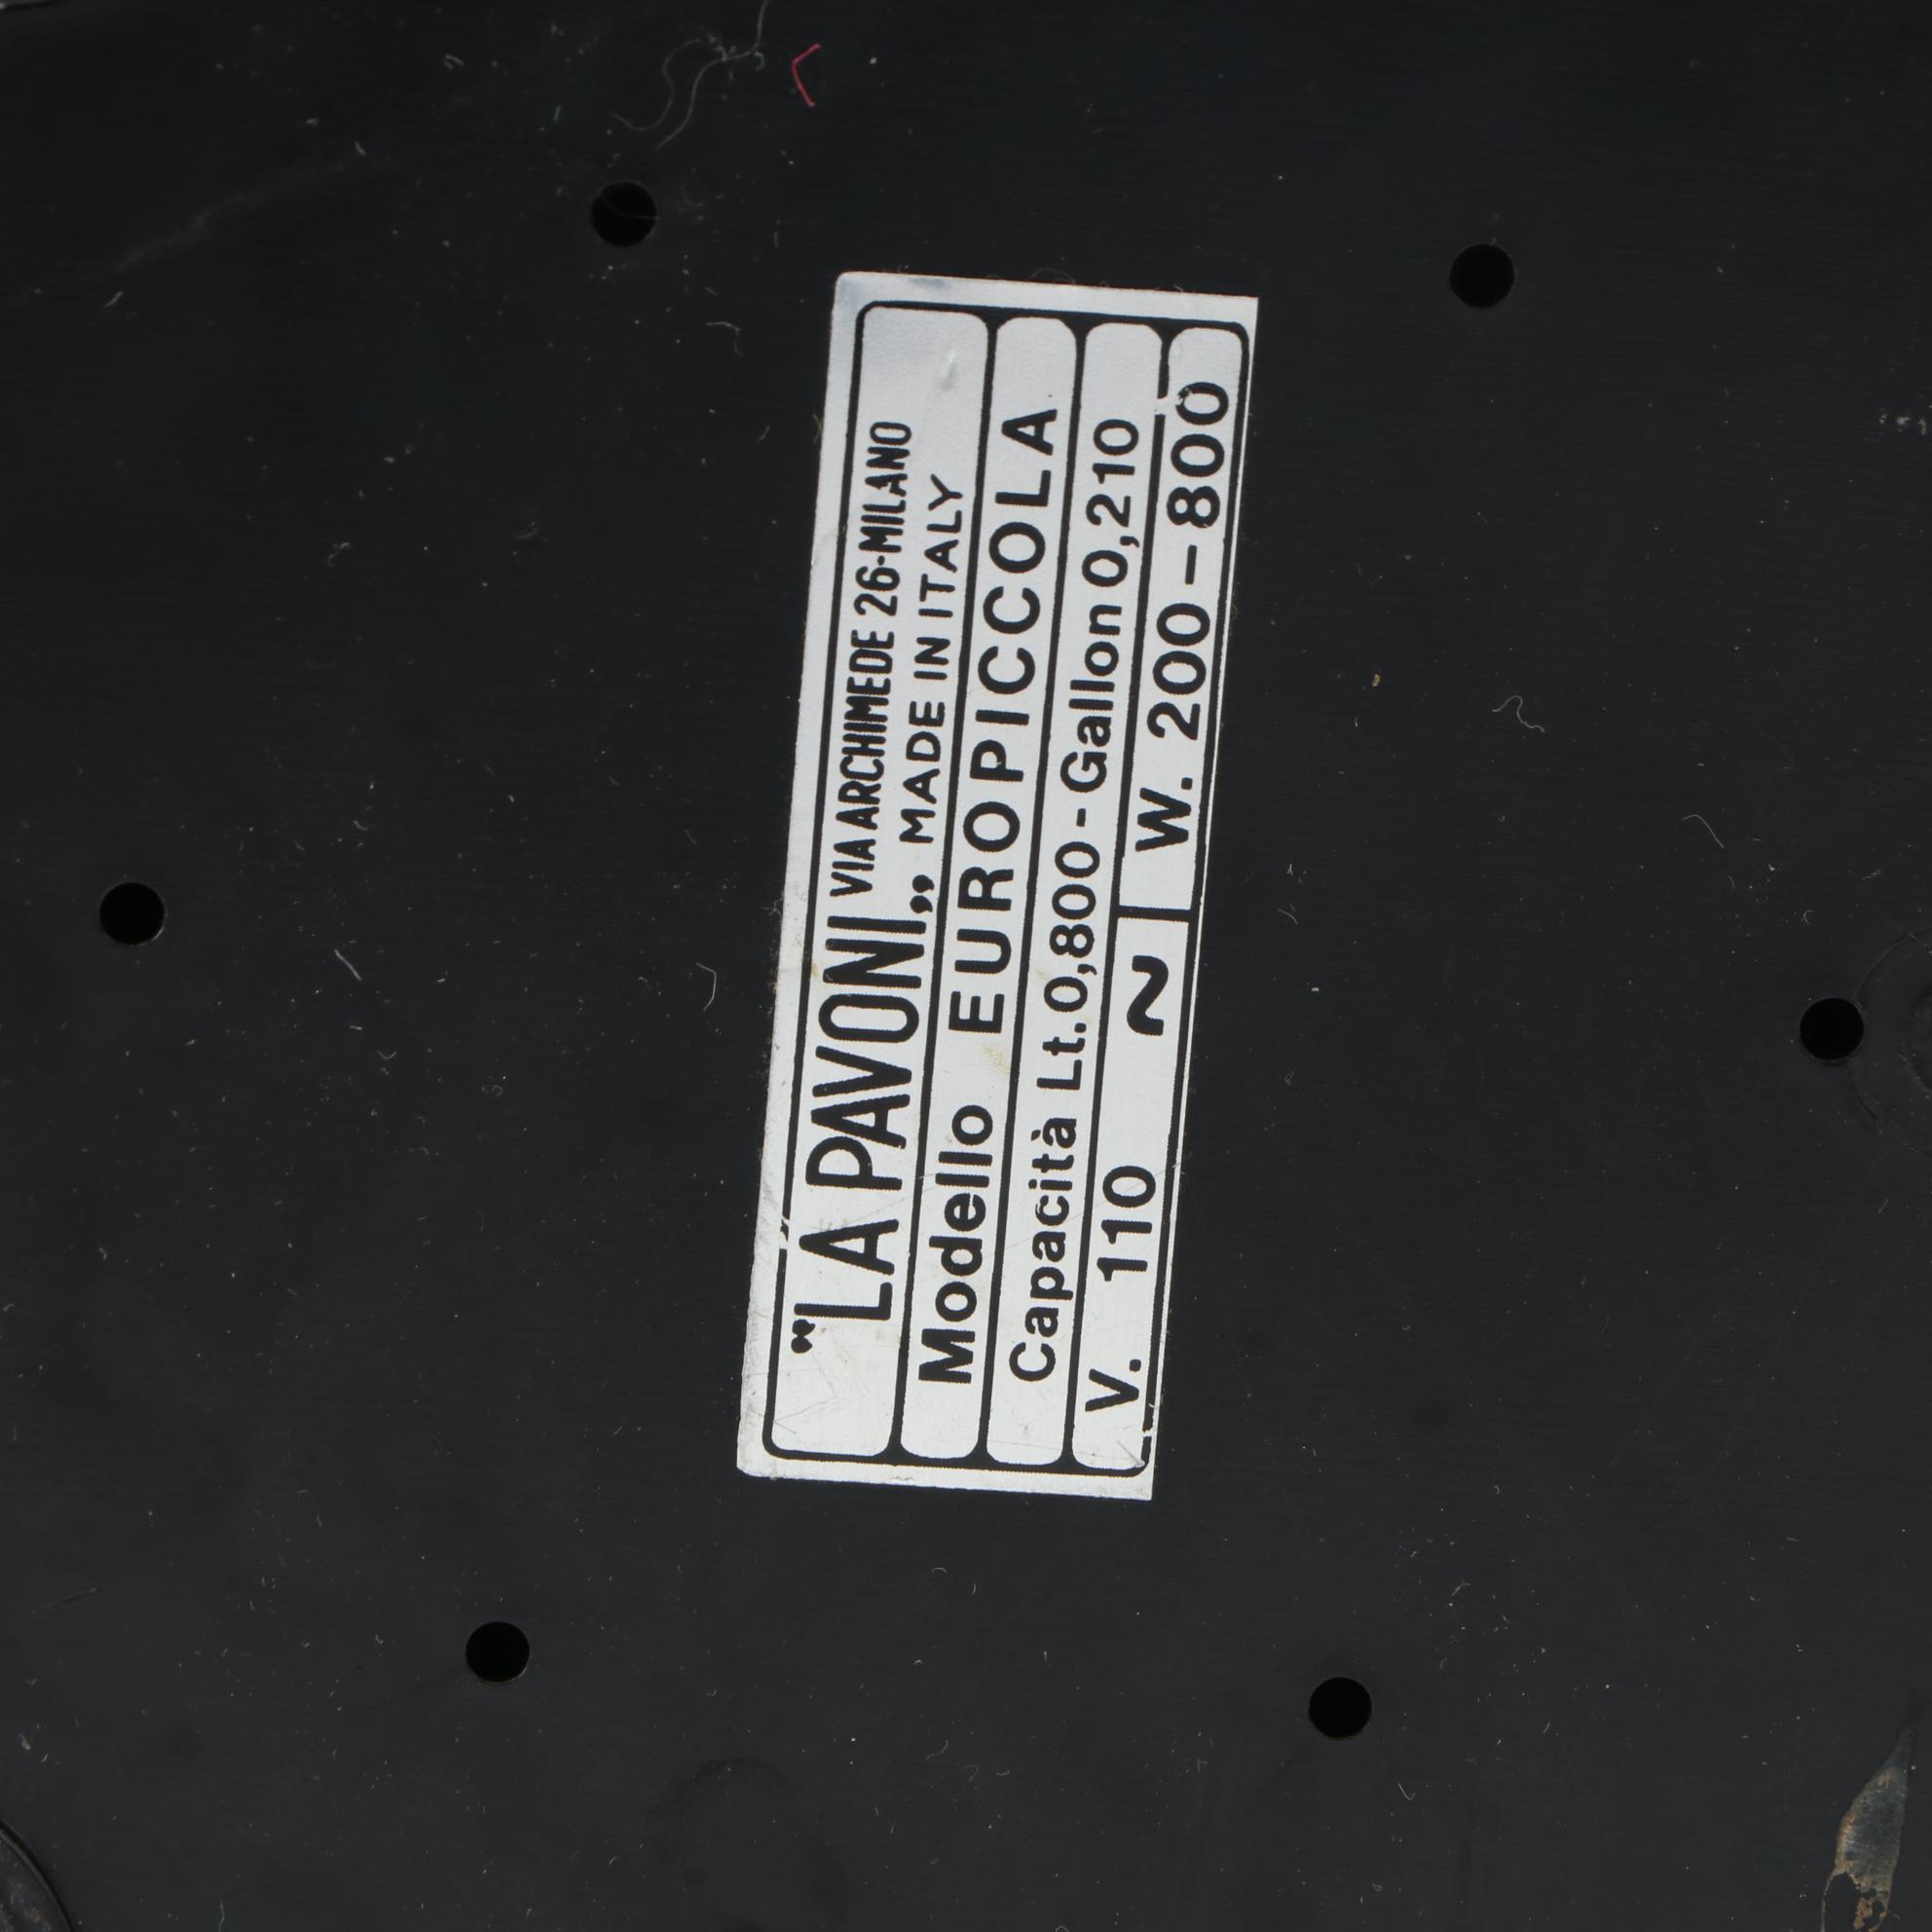 "LA PAVONI„ VIA ARCHIMEDE 26-MILANO
MADE IN ITALY
Modello EUROPICCOLA
Capacità Lt.0,800 - Gallon 0,210
V. 110 ~ W. 200-800